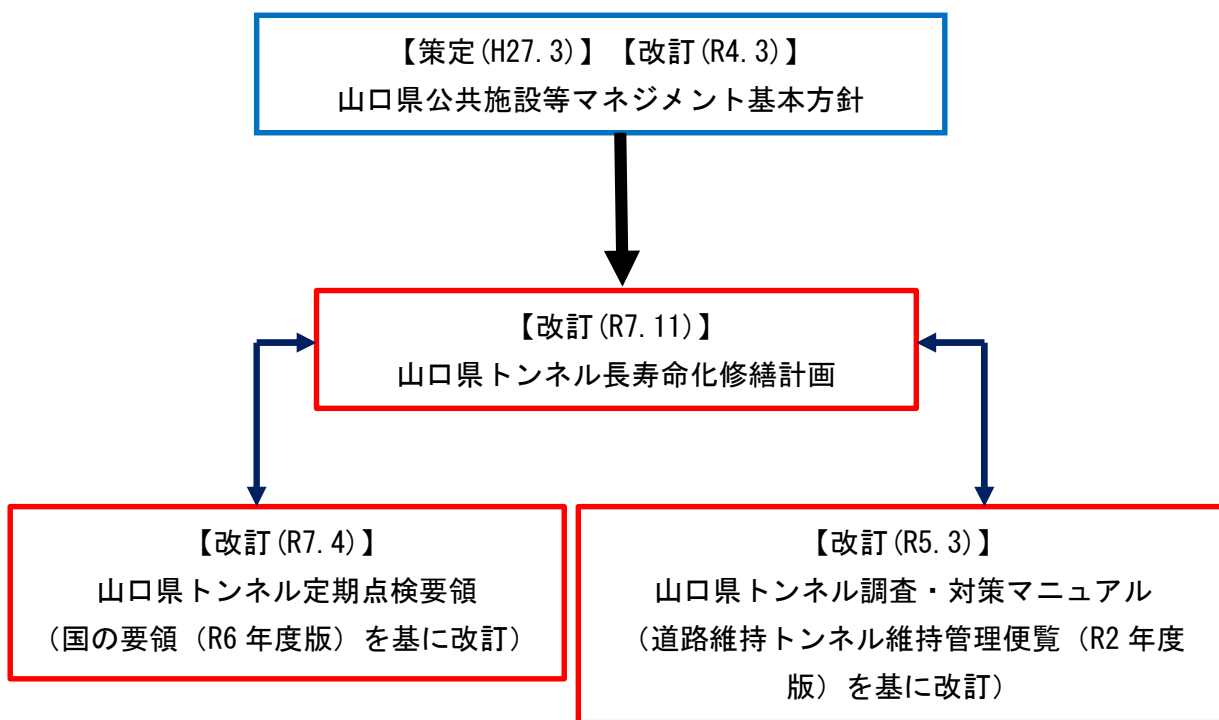 【策定(H27.3)】【改訂(R4.3)】
山口県公共施設等マネジメント基本方針
【改訂(R7.11)】
山口県トンネル長寿命化修繕計画
【改訂(R7.4)】
山口県トンネル定期点検要領
（国の要領（R6 年度版）を基に改訂）
【改訂(R5.3)】
山口県トンネル調査・対策マニュアル
（道路維持トンネル維持管理便覧（R2 年度
版）を基に改訂）